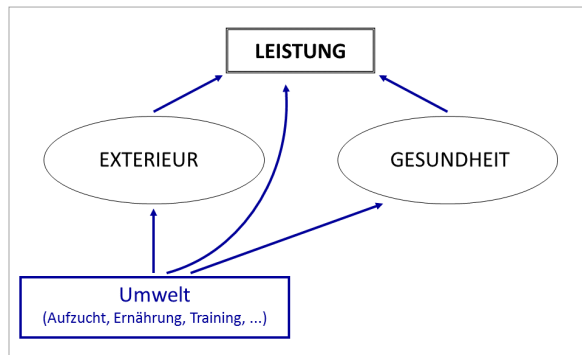 LEISTUNG
EXTERIEUR
GESUNDHEIT
Umwelt
(Aufzucht, Ernährung, Training, ...)